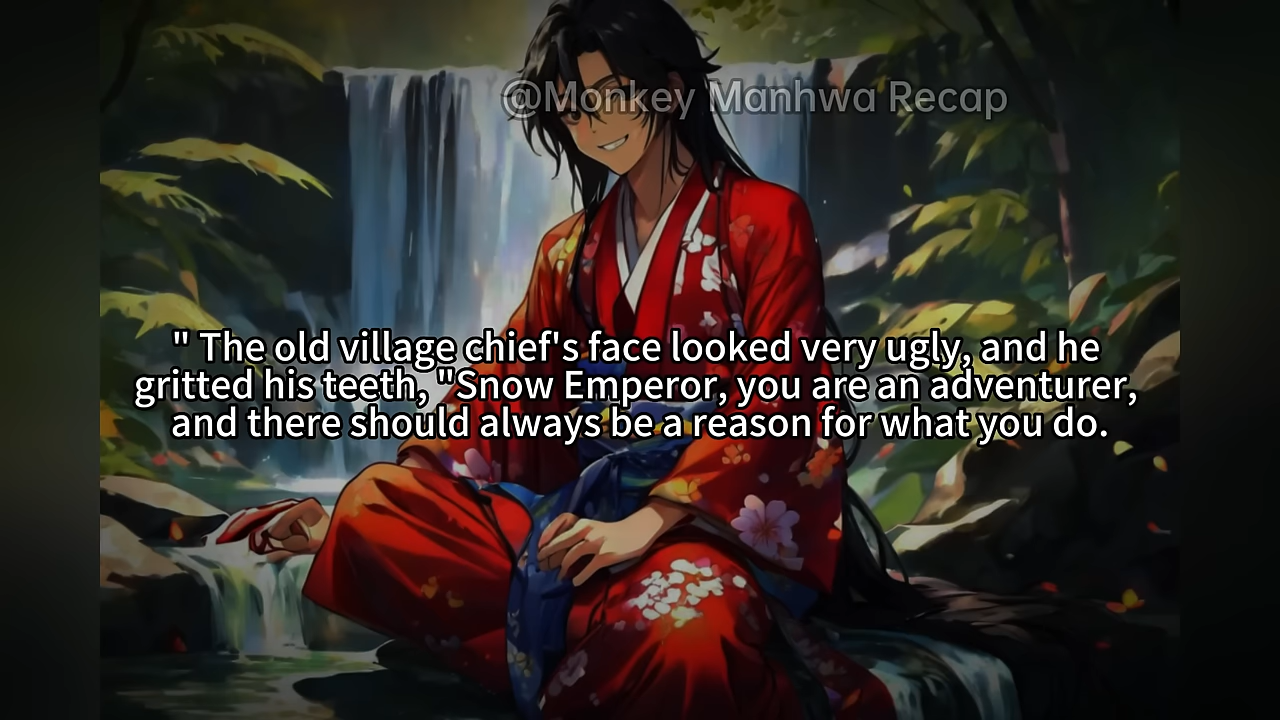 @Monkey Manhwa Recap
" The old village chief's face looked very ugly, and he
gritted his teeth, "Snow Emperor, you are an adventurer,
and there should always be a reason for what you do.